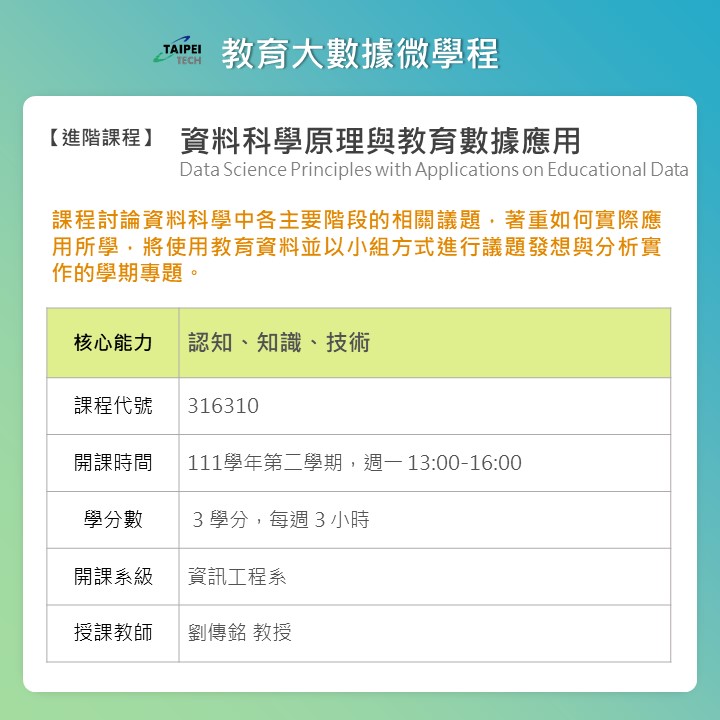 TAIPEI
TECH
教育大數據微學程
【進階課程】 資料科學原理與教育數據應用
Data Science Principles with Applications on Educational Data
課程討論資料科學中各主要階段的相關議題，著重如何實際應
用所學，將使用教育資料並以小組方式進行議題發想與分析實
作的學期專題。
核心能力 認知、知識、技術
課程代號 316310
開課時間 111學年第二學期，週一 13:00-16:00
學分數 3 學分，每週 3 小時
開課系級 資訊工程系
授課教師 劉傳銘 教授